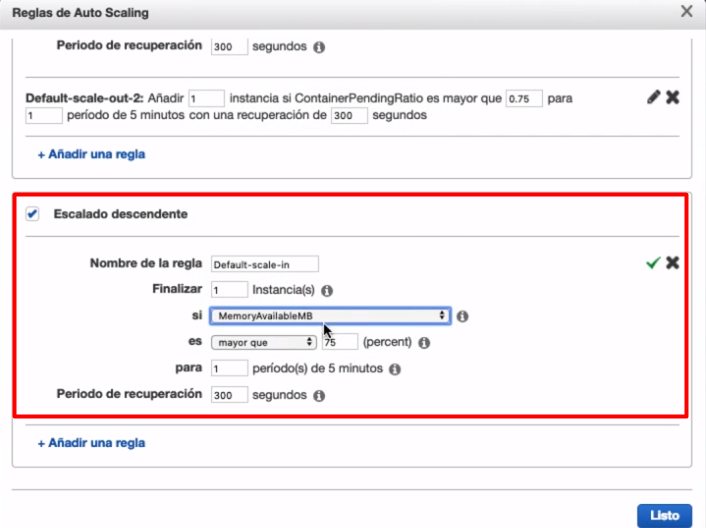 Reglas de Auto Scaling
Periodo de recuperación 300 segundos
Default-scale-out-2: Añadir 1 instancia si ContainerPendingRatio es mayor que 0.75 para
1 período de 5 minutos con una recuperación de 300 segundos
+ Añadir una regla
Escalado descendente
Nombre de la regla Default-scale-in
Finalizar 1 Instancia(s)
si MemoryAvailableMB
es mayor que 75 (percent)
para 1 período(s) de 5 minutos
Periodo de recuperación 300 segundos
+ Añadir una regla
Listo